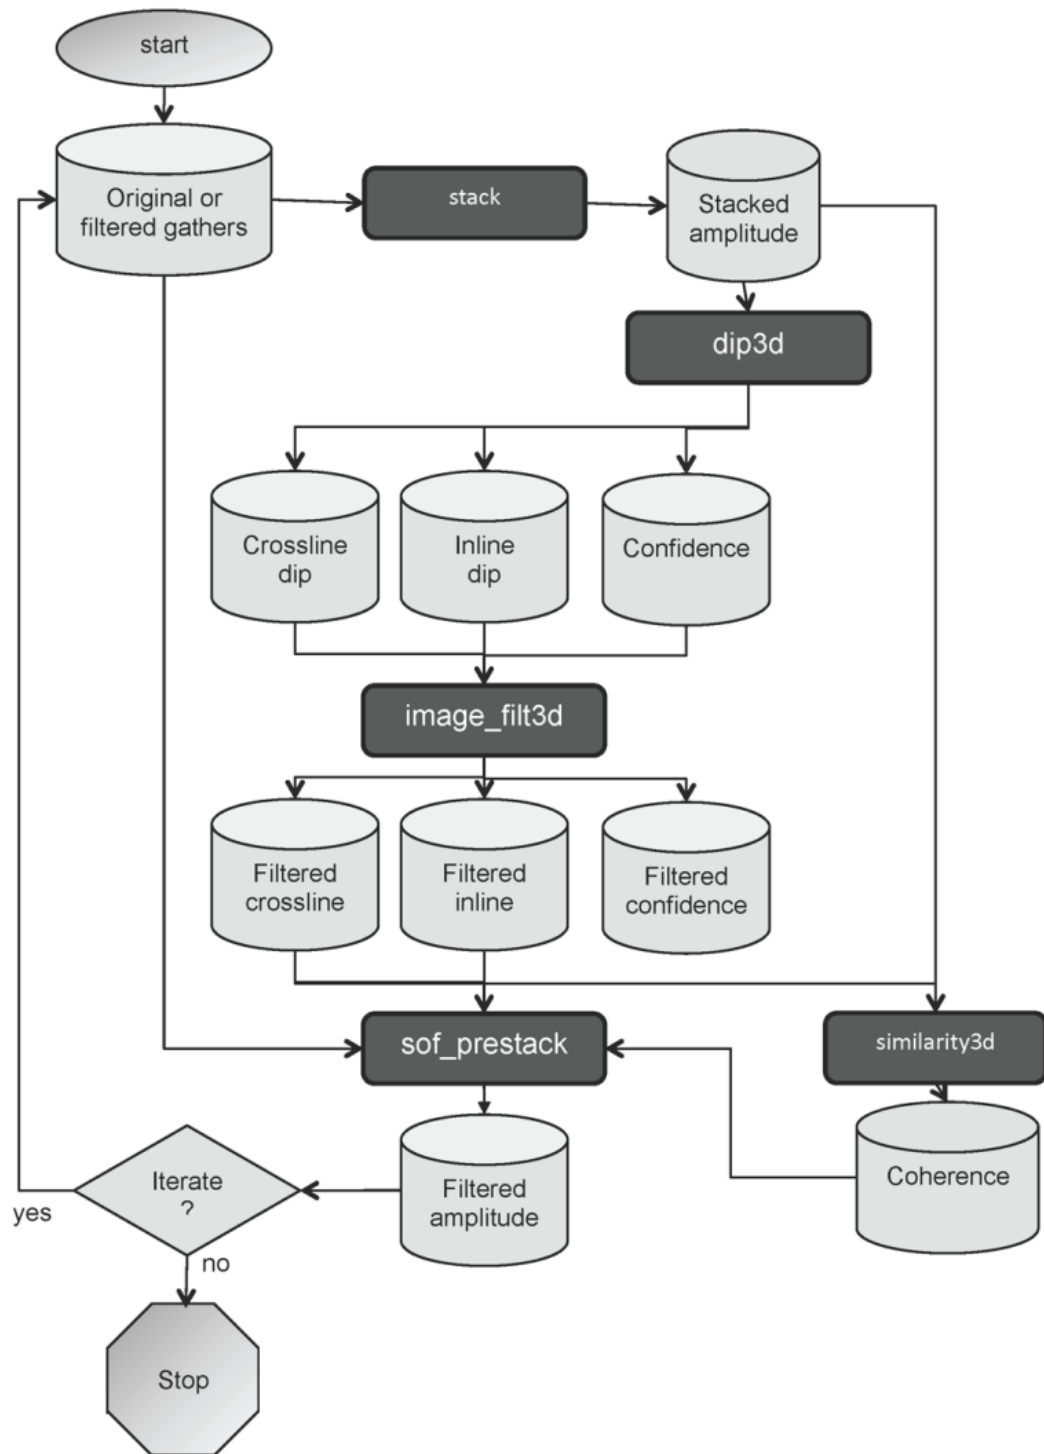 start
Original or
filtered gathers
stack
Stacked
amplitude
dip3d
Crossline
dip
Inline
dip
Confidence
image_filt3d
Filtered
crossline
Filtered
inline
Filtered
confidence
sof_prestack
similarity3d
Iterate
?
yes
no
Filtered
amplitude
Coherence
Stop